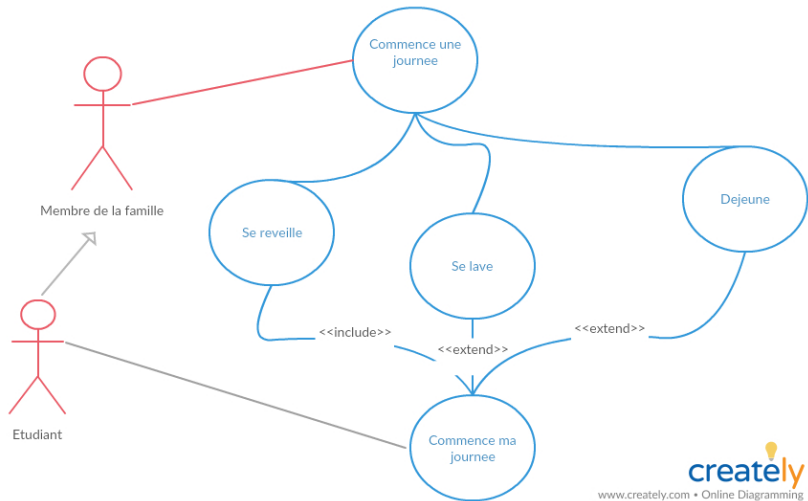 Commence une
journee
Membre de la famille
Se reveille
Se lave
Dejeune
<<include>>
<<extend>>
<<extend>>
Etudiant
Commence ma
journee
creately
www.creately.com • Online Diagramming